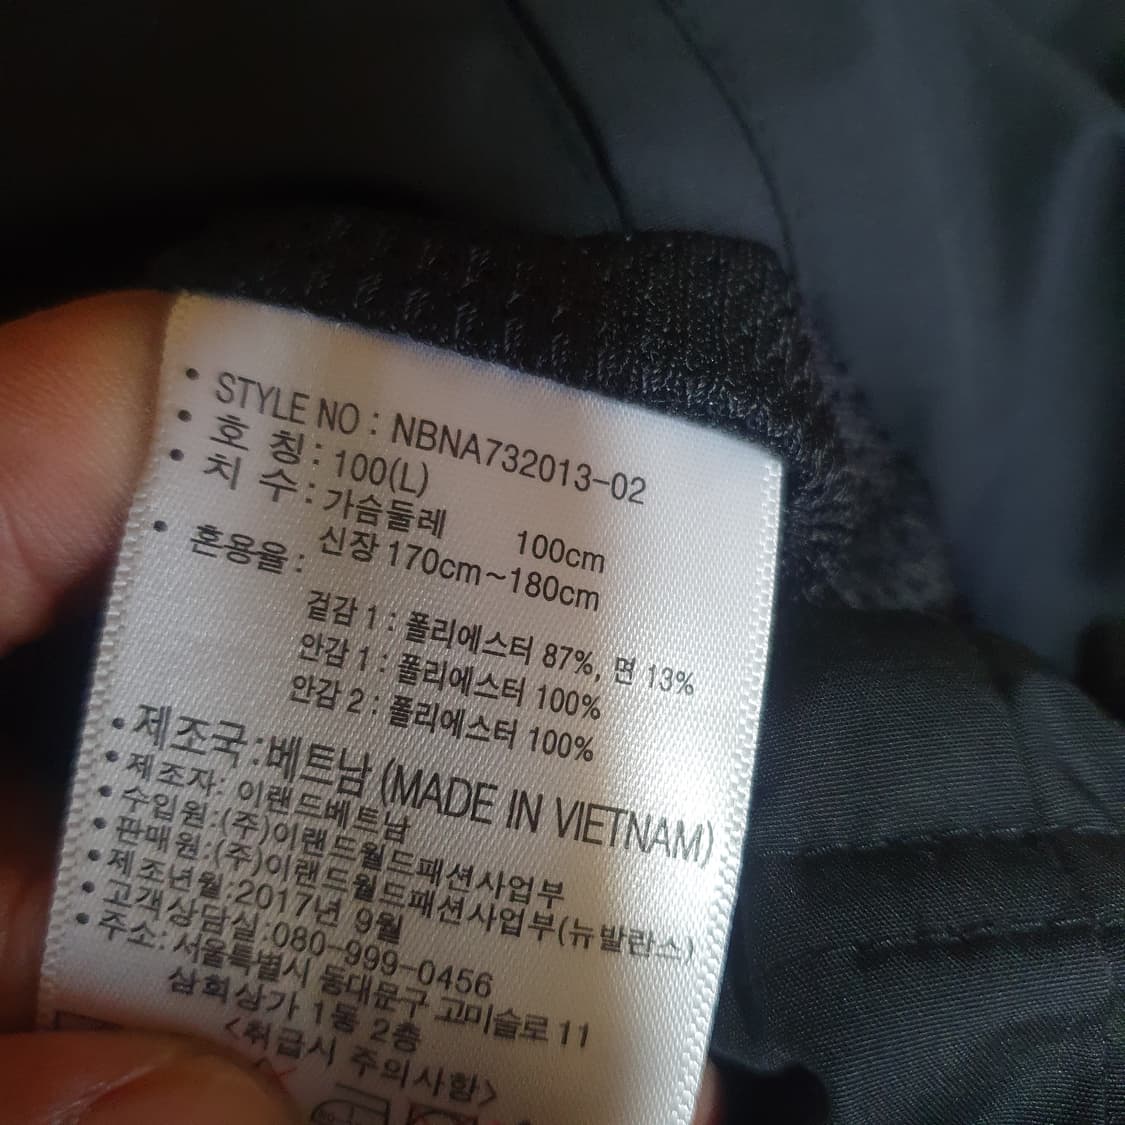 • STYLE NO : NBNA732013-02
• 호 칭 : 100(L)
• 치 수 : 가슴둘레 100cm
신장 170cm~180cm
• 혼용율 :
겉감 1 : 폴리에스터 87%, 면 13%
안감 1 : 폴리에스터 100%
안감 2 : 폴리에스터 100%
• 제조국 : 베트남 (MADE IN VIETNAM)
• 제조자: 이랜드베트남
• 수입원:(주)이랜드월드패션사업부
• 판매원:(주)이랜드월드패션사업부(뉴발란스)
• 제조년월:2017년 9월
• 고객상담실:080-999-0456
• 주소: 서울특별시 동대문구 고미술로 11
삼희상가 1동 2층
<취급시 주의사항>